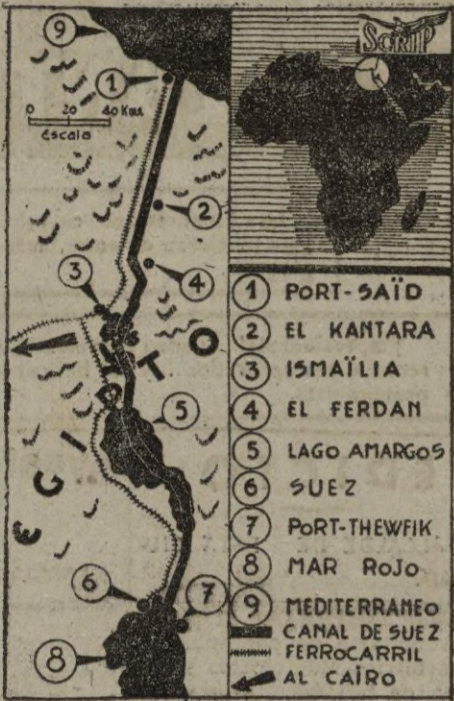 SCRIP
9
1
0 20 40 Km.
Escala
2
3
4
EGIPTO
5
6
7
8
1 PORT-SAÏD
2 EL KANTARA
3 ISMAÏLIA
4 EL FERDAN
5 LAGO AMARGOS
6 SUEZ
7 PORT-THEWFIK
8 MAR ROJO
9 MEDITERRANEO
CANAL DE SUEZ
FERROCARRIL
AL CAÏRO